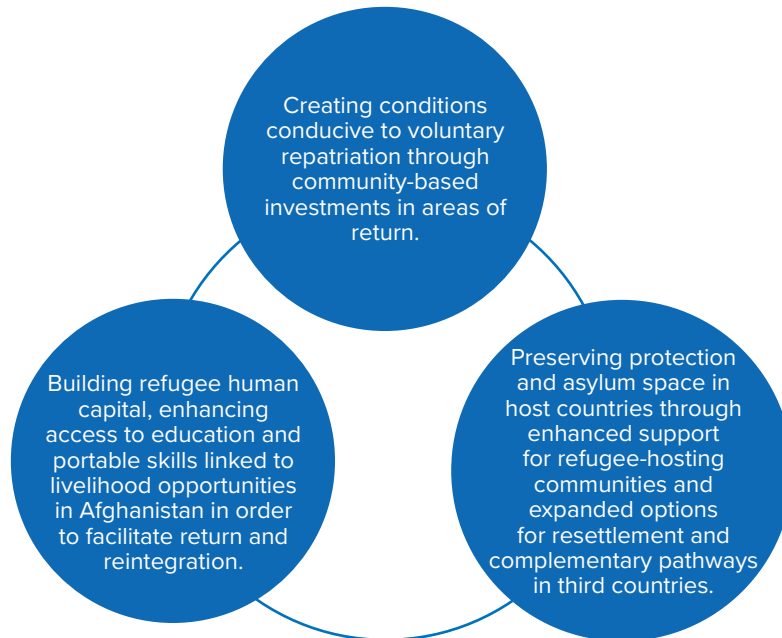 Creating conditions
conducive to voluntary
repatriation through
community-based
investments in areas of
return.
Building refugee human
capital, enhancing
access to education and
portable skills linked to
livelihood opportunities
in Afghanistan in order
to facilitate return and
reintegration.
Preserving protection
and asylum space in
host countries through
enhanced support
for refugee-hosting
communities and
expanded options
for resettlement and
complementary pathways
in third countries.